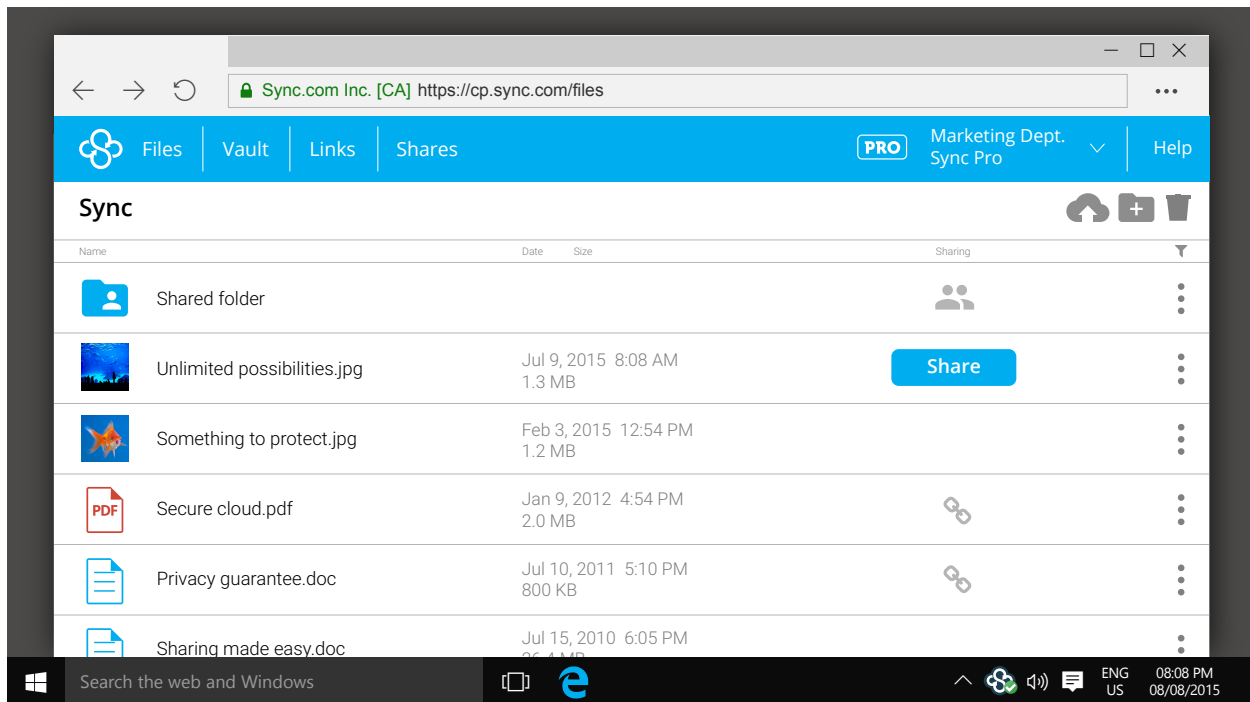 Sync.com Inc. [CA] https://cp.sync.com/files
Files Vault Links Shares PRO Marketing Dept. Help
Sync Pro
Sync
Name Date Size Sharing
Shared folder
Unlimited possibilities.jpg Jul 9, 2015 8:08 AM Share
1.3 MB
Something to protect.jpg Feb 3, 2015 12:54 PM
1.2 MB
PDF Secure cloud.pdf Jan 9, 2012 4:54 PM
2.0 MB
Privacy guarantee.doc Jul 10, 2011 5:10 PM
800 KB
Sharing made easy.doc Jul 15, 2010 6:05 PM
Search the web and Windows ENG 08:08 PM
US 08/08/2015